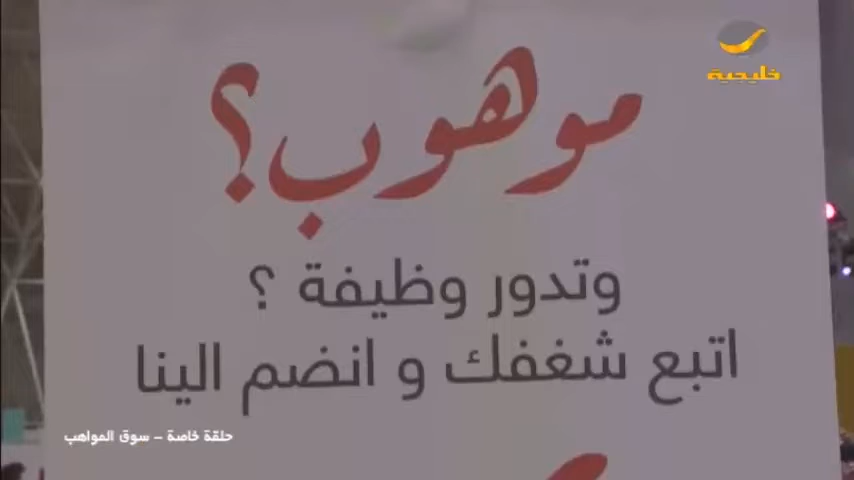 خليجية
موهوب؟
وتدور وظيفة ؟
اتبع شغفك و انضم الينا
حلقة خاصة – سوق المواهب